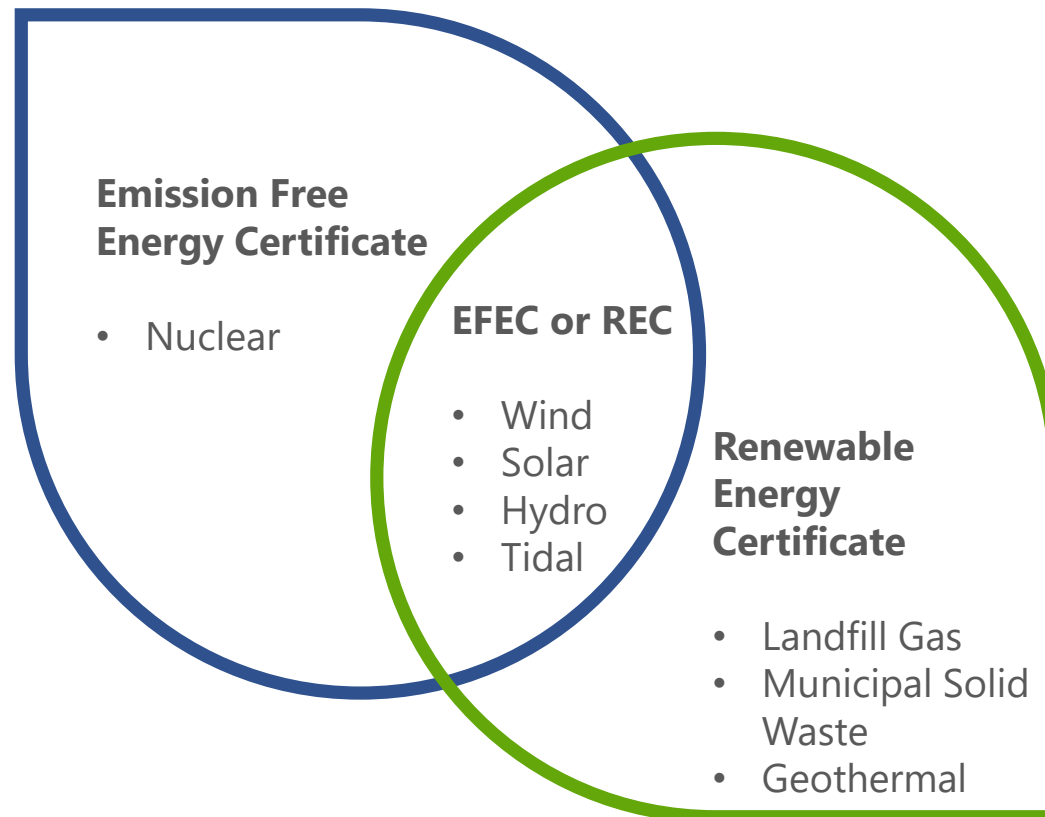 Emission Free
Energy Certificate
• Nuclear
EFEC or REC
• Wind
• Solar
• Hydro
• Tidal
Renewable
Energy
Certificate
• Landfill Gas
• Municipal Solid
Waste
• Geothermal